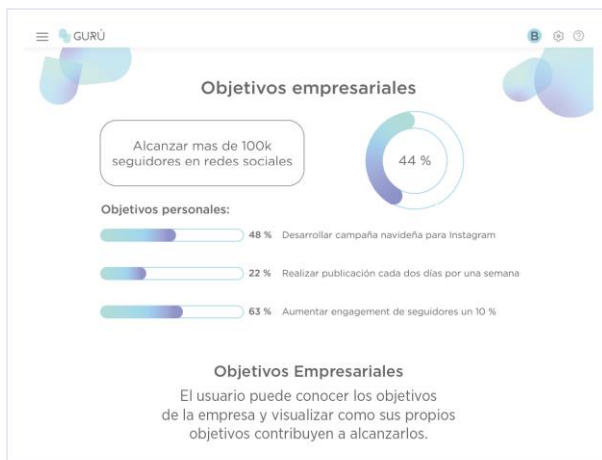 GURÚ
B
Objetivos empresariales
Alcanzar mas de 100k
seguidores en redes sociales
44 %
Objetivos personales:
48 % Desarrollar campaña navideña para Instagram
22 % Realizar publicación cada dos días por una semana
63 % Aumentar engagement de seguidores un 10 %
Objetivos Empresariales
El usuario puede conocer los objetivos
de la empresa y visualizar como sus propios
objetivos contribuyen a alcanzarlos.